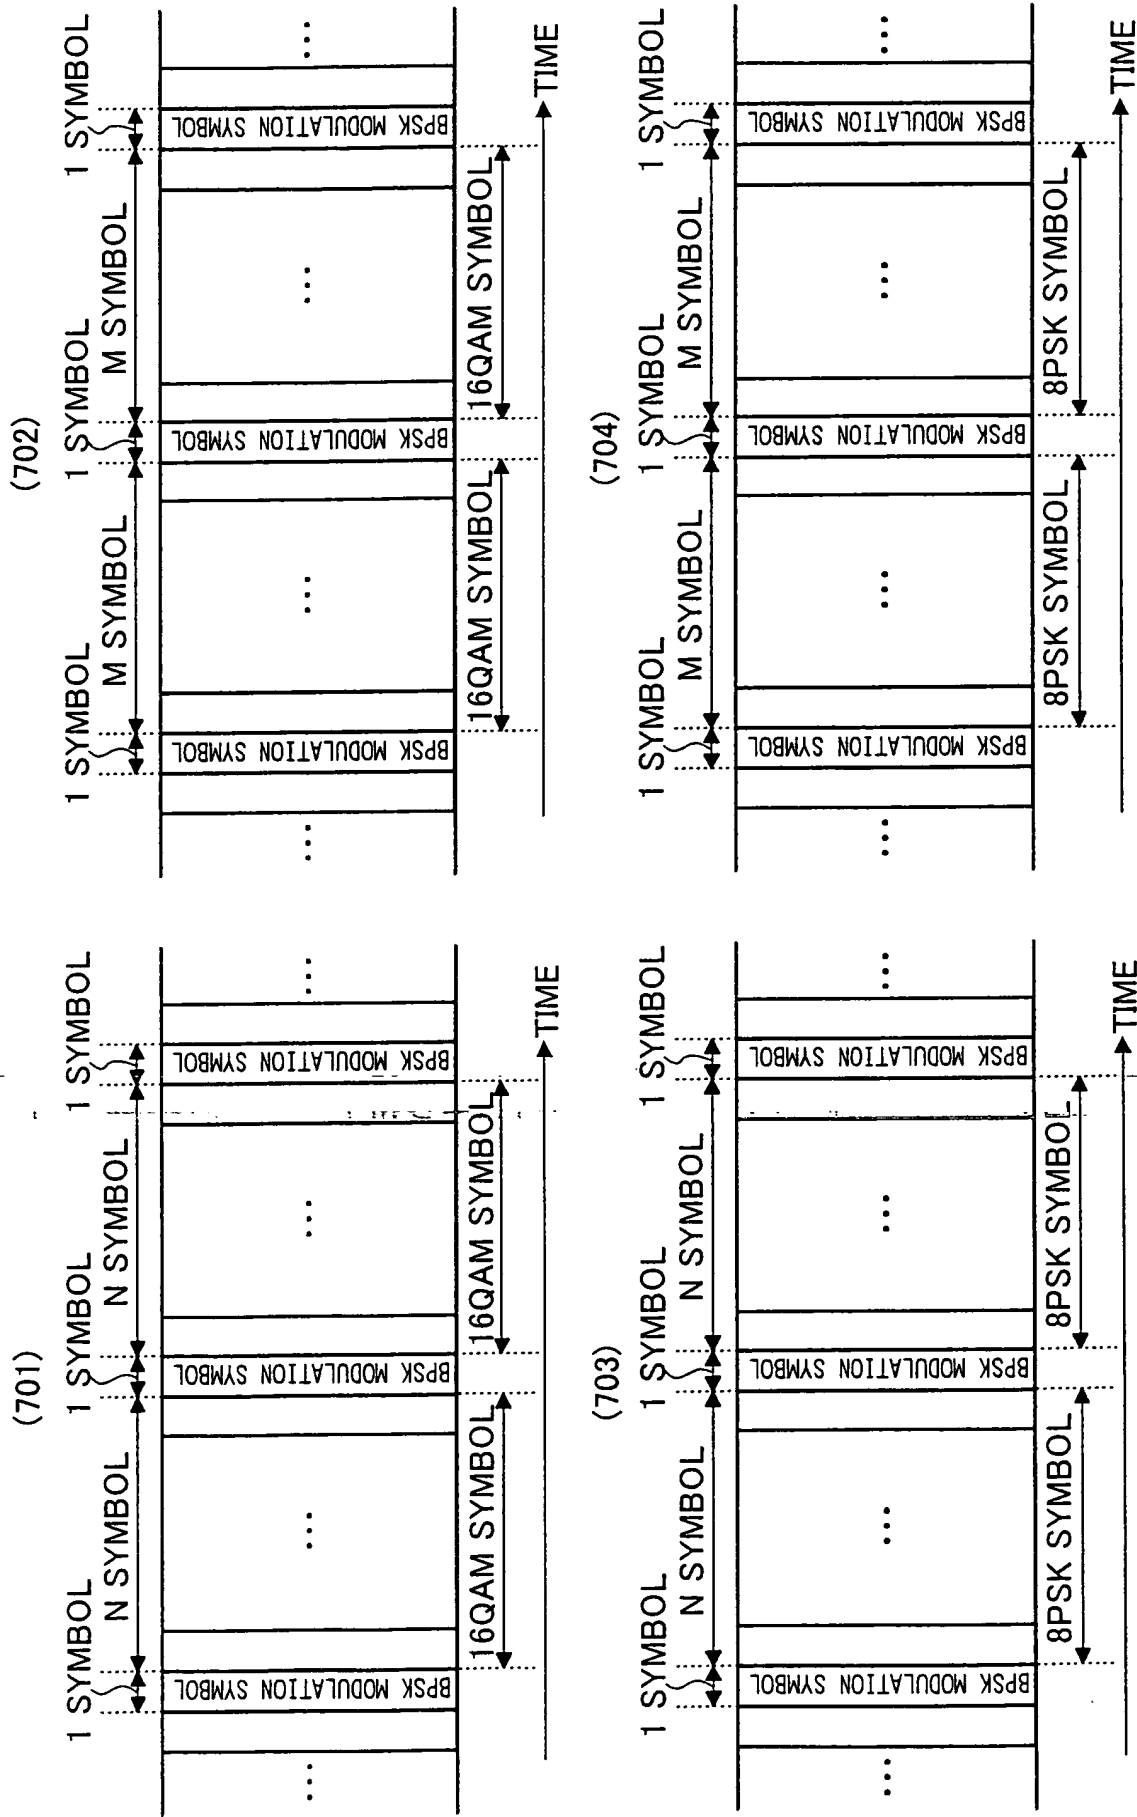 (701)
1 SYMBOL
N SYMBOL
1 SYMBOL
N SYMBOL
1 SYMBOL
...
BPSK MODULATION SYMBOL
...
BPSK MODULATION SYMBOL
...
BPSK MODULATION SYMBOL
...
16QAM SYMBOL
16QAM SYMBOL
TIME
(702)
1 SYMBOL
M SYMBOL
1 SYMBOL
M SYMBOL
1 SYMBOL
...
BPSK MODULATION SYMBOL
...
BPSK MODULATION SYMBOL
...
BPSK MODULATION SYMBOL
...
16QAM SYMBOL
16QAM SYMBOL
TIME
(703)
1 SYMBOL
N SYMBOL
1 SYMBOL
N SYMBOL
1 SYMBOL
...
BPSK MODULATION SYMBOL
...
BPSK MODULATION SYMBOL
...
BPSK MODULATION SYMBOL
...
8PSK SYMBOL
8PSK SYMBOL
TIME
(704)
1 SYMBOL
M SYMBOL
1 SYMBOL
M SYMBOL
1 SYMBOL
...
BPSK MODULATION SYMBOL
...
BPSK MODULATION SYMBOL
...
BPSK MODULATION SYMBOL
...
8PSK SYMBOL
8PSK SYMBOL
TIME